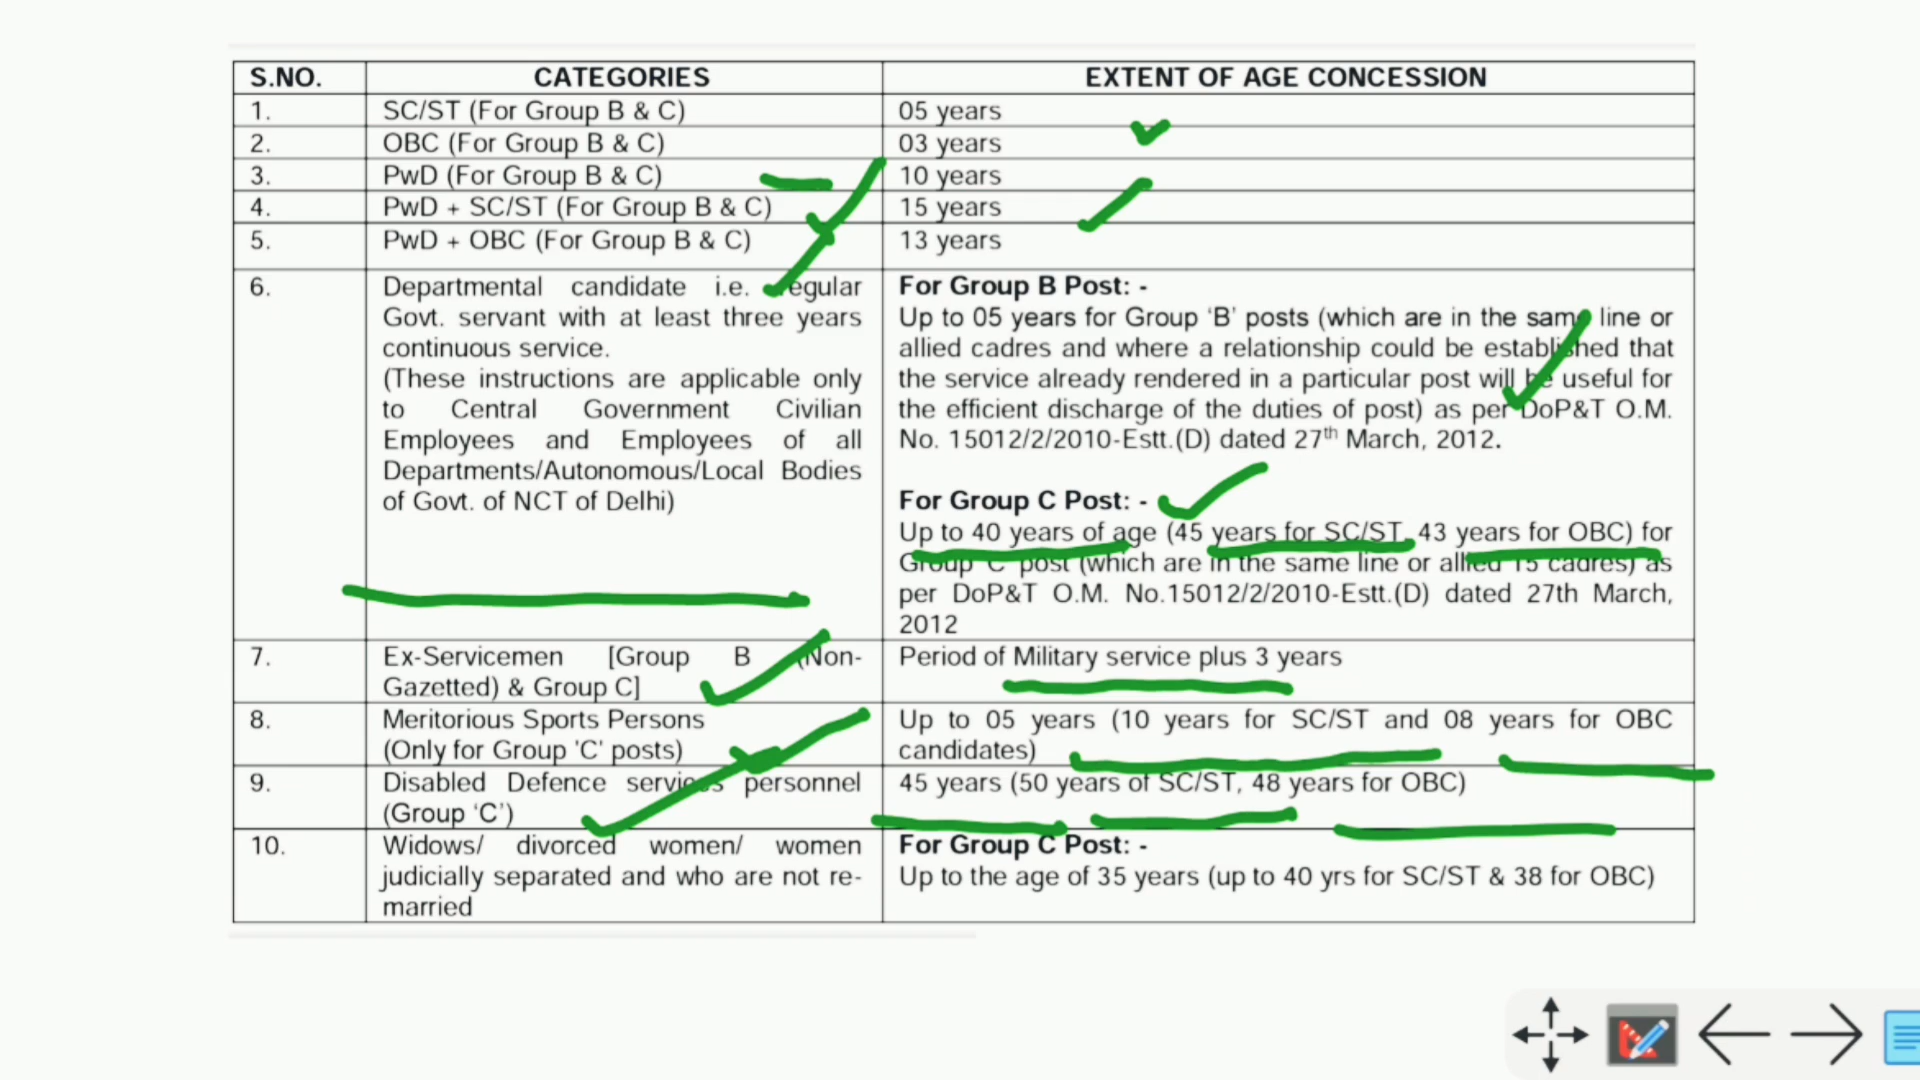 S.NO. CATEGORIES EXTENT OF AGE CONCESSION
1. SC/ST (For Group B & C) 05 years
2. OBC (For Group B & C) 03 years
3. PwD (For Group B & C) 10 years
4. PwD + SC/ST (For Group B & C) 15 years
5. PwD + OBC (For Group B & C) 13 years
6. Departmental candidate i.e. regular
Govt. servant with at least three years
continuous service.
(These instructions are applicable only
to Central Government Civilian
Employees and Employees of all
Departments/Autonomous/Local Bodies
of Govt. of NCT of Delhi)
For Group B Post: -
Up to 05 years for Group ‘B’ posts (which are in the same line or
allied cadres and where a relationship could be established that
the service already rendered in a particular post will be useful for
the efficient discharge of the duties of post) as per DoP&T O.M.
No. 15012/2/2010-Estt.(D) dated 27th March, 2012.
For Group C Post: -
Up to 40 years of age (45 years for SC/ST, 43 years for OBC) for
Group ‘C’ post (which are in the same line or allied 15 cadres) as
per DoP&T O.M. No.15012/2/2010-Estt.(D) dated 27th March,
2012
7. Ex-Servicemen [Group B (Non-
Gazetted) & Group C]
Period of Military service plus 3 years
8. Meritorious Sports Persons
(Only for Group 'C' posts)
Up to 05 years (10 years for SC/ST and 08 years for OBC
candidates)
9. Disabled Defence services personnel
(Group ‘C’)
45 years (50 years of SC/ST, 48 years for OBC)
10. Widows/ divorced women/ women
judicially separated and who are not re-
married
For Group C Post: -
Up to the age of 35 years (up to 40 yrs for SC/ST & 38 for OBC)